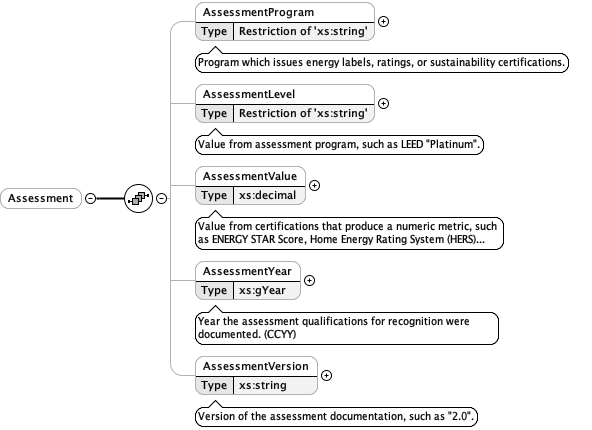 AssessmentProgram
Type Restriction of 'xs:string'
Program which issues energy labels, ratings, or sustainability certifications.
AssessmentLevel
Type Restriction of 'xs:string'
Value from assessment program, such as LEED "Platinum".
Assessment
AssessmentValue
Type xs:decimal
Value from certifications that produce a numeric metric, such
as ENERGY STAR Score, Home Energy Rating System (HERS)...
AssessmentYear
Type xs:gYear
Year the assessment qualifications for recognition were
documented. (CCYY)
AssessmentVersion
Type xs:string
Version of the assessment documentation, such as "2.0".